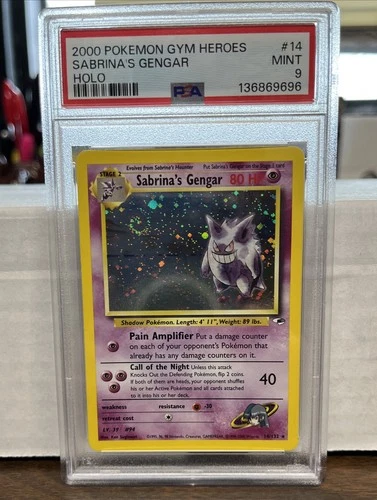 2000 POKEMON GYM HEROES #14
SABRINA'S GENGAR MINT
HOLO 9
PSA 136869696
Evolves from Sabrina's Haunter Put Sabrina's Gengar on the Stage 1 card
STAGE 2
Sabrina's Gengar 80 HP
Shadow Pokémon. Length: 4' 11", Weight: 89 lbs.
Pain Amplifier Put a damage
counter on each of your opponent's Pokémon that
already has any damage counters on it.
Call of the Night Unless this attack
Knocks Out the Defending Pokémon, flip 2 coins.
If both of them are heads, your opponent shuffles
his or her Active Pokémon and all cards attached
to it into his or her deck.
40
weakness resistance -30
retreat cost
LV. 37 #94
14/132